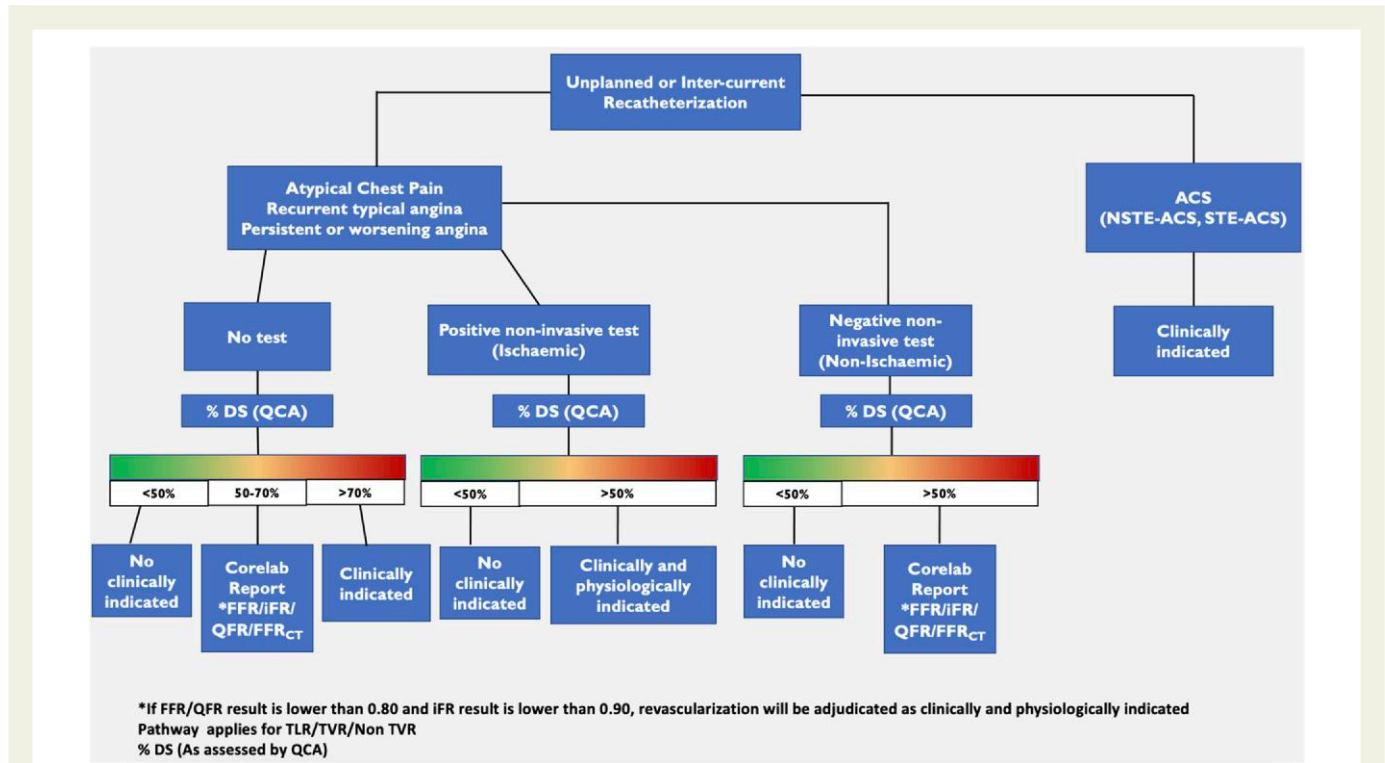 Unplanned or Inter-current
Recatheterization
Atypical Chest Pain
Recurrent typical angina
Persistent or worsening angina
ACS
(NSTE-ACS, STE-ACS)
No test
Positive non-invasive test
(Ischaemic)
Negative non-
invasive test
(Non-Ischaemic)
Clinically
indicated
% DS (QCA)
% DS (QCA)
% DS (QCA)
<50%
50-70%
>70%
<50%
>50%
<50%
>50%
No
clinically
indicated
Corelab
Report
*FFR/iFR/
QFR/FFRCT
Clinically
indicated
No
clinically
indicated
Clinically and
physiologically
indicated
No
clinically
indicated
Corelab
Report
*FFR/iFR/
QFR/FFRCT
*If FFR/QFR result is lower than 0.80 and iFR result is lower than 0.90, revascularization will be adjudicated as clinically and physiologically indicated
Pathway applies for TLR/TVR/Non TVR
% DS (As assessed by QCA)